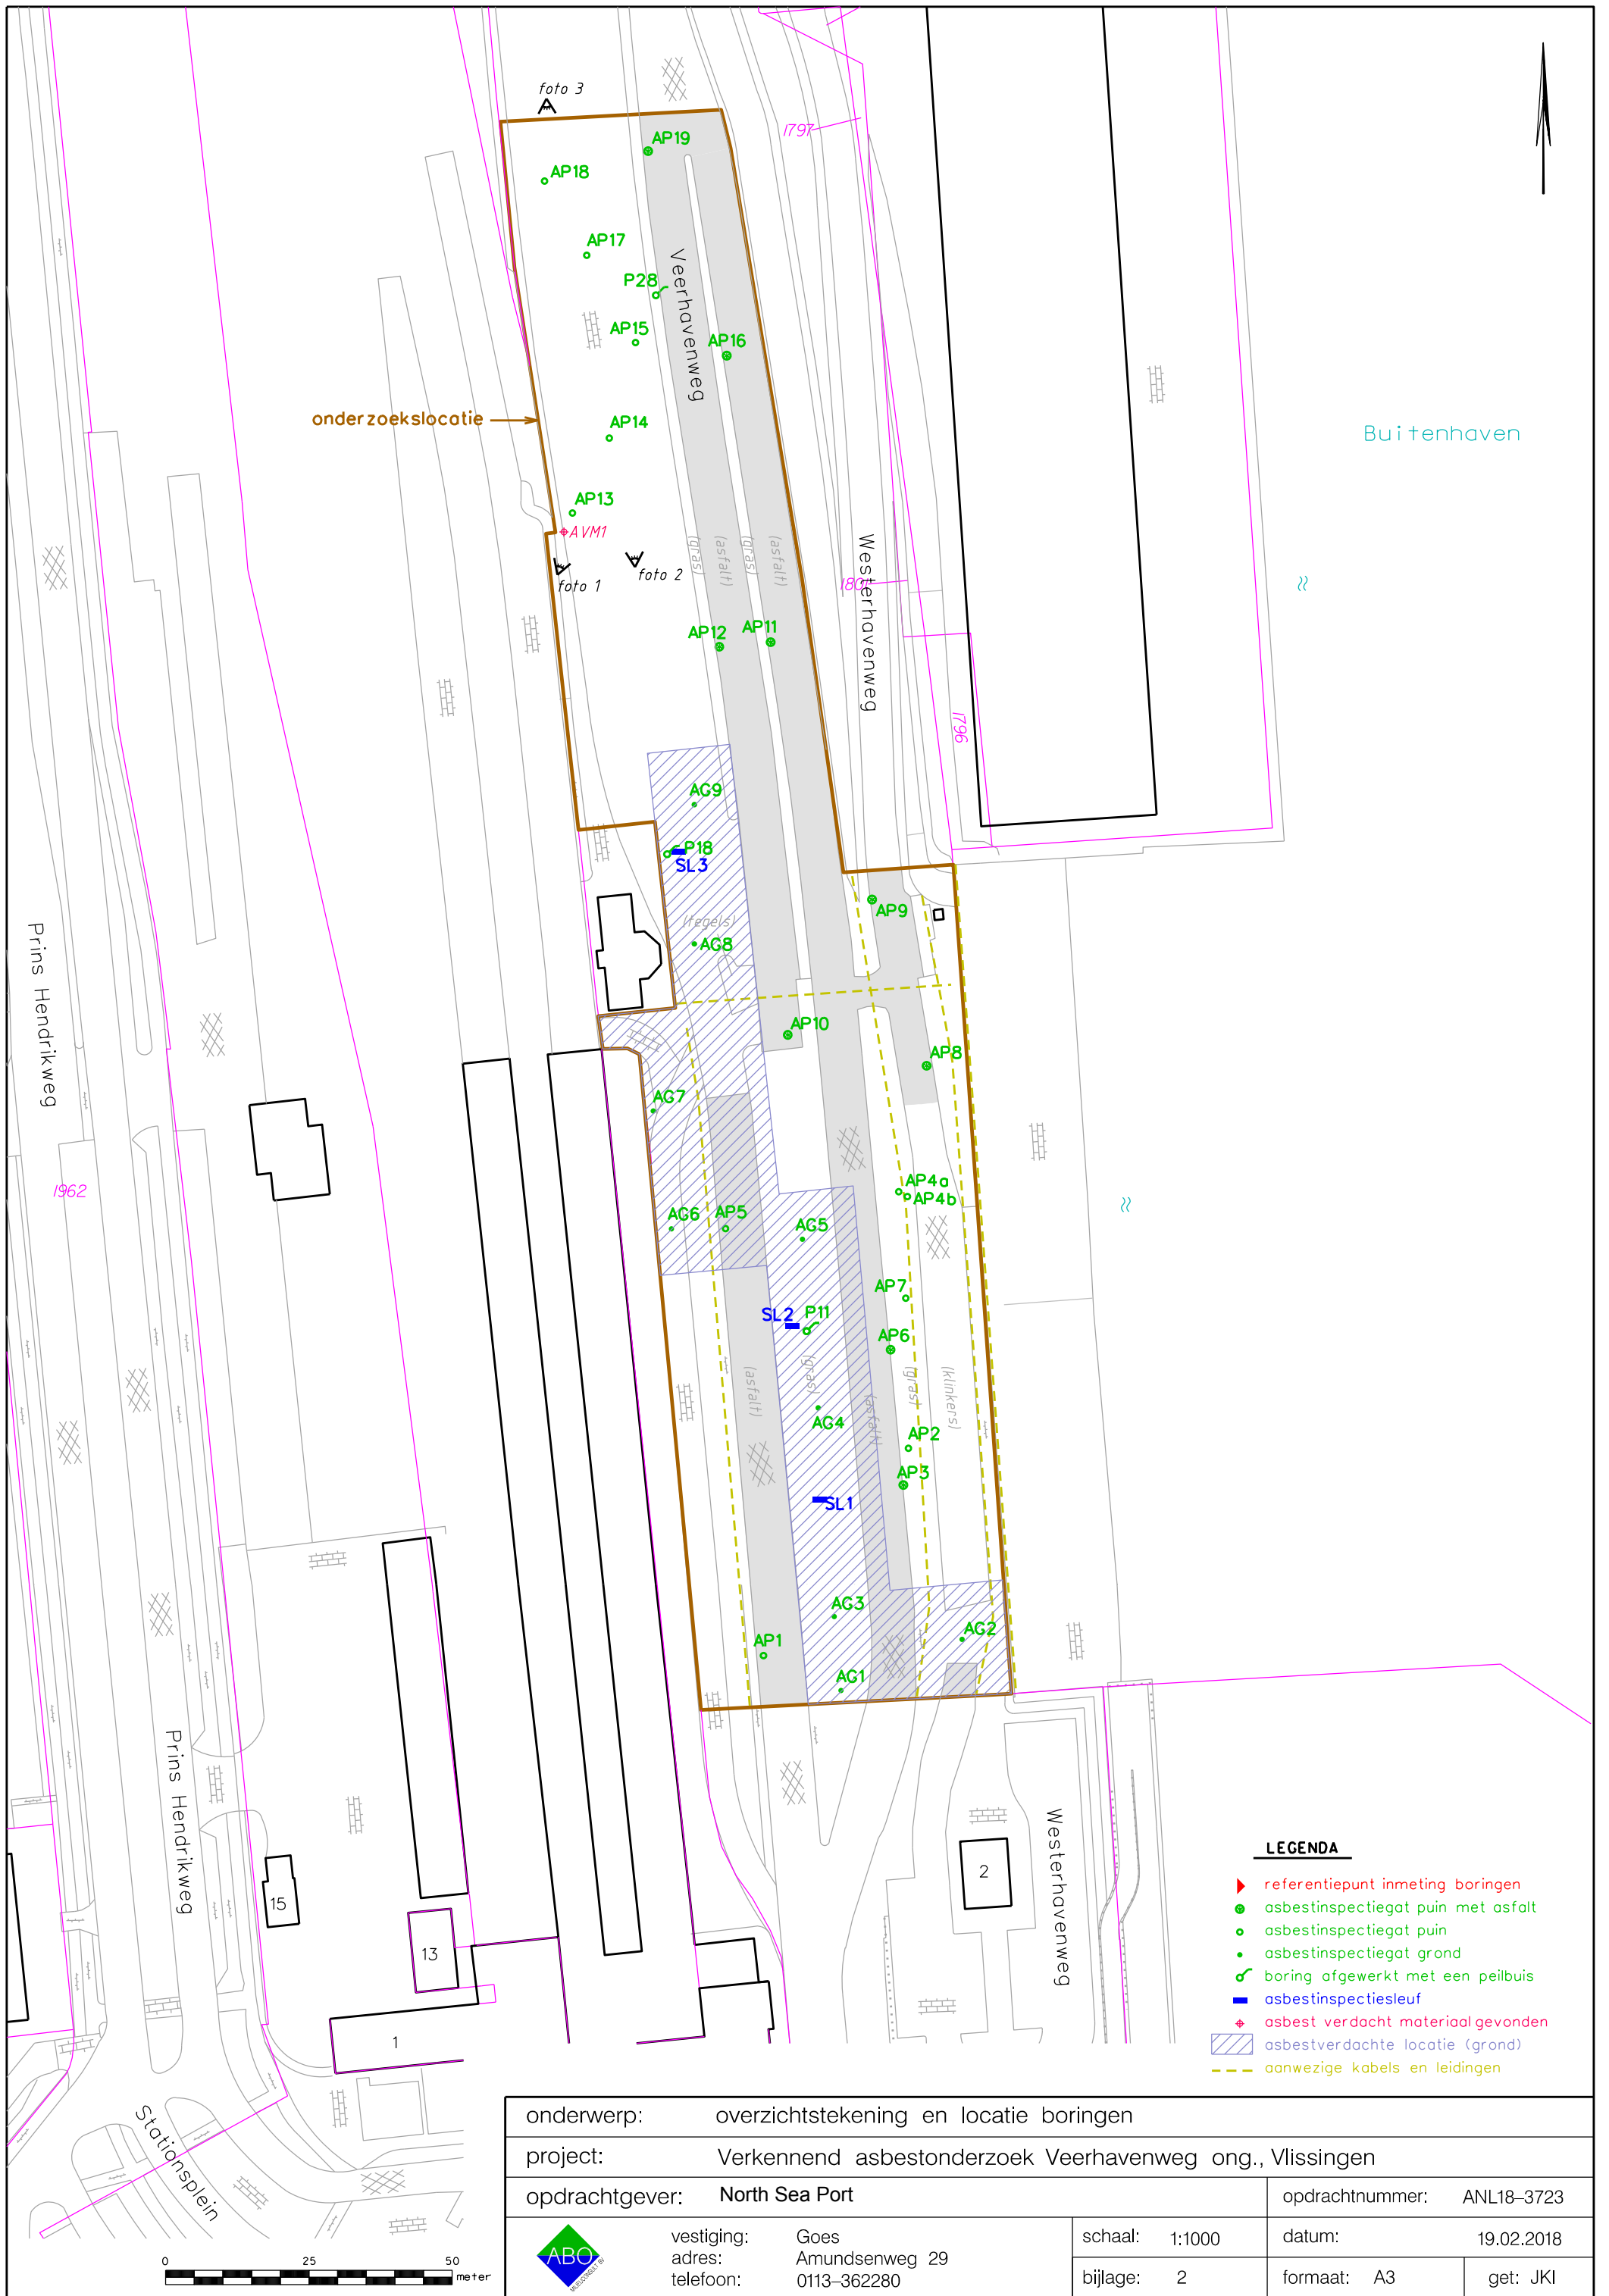 foto 3
1797
AP19
AP18
AP17
P28
Veerhavenweg
AP15
AP16
onderzoekslocatie
AP14
Buitenhaven
AP13
AVM1
foto 1
foto 2
(gras)
(asfalt)
(gras)
(asfalt)
Westerhavenweg
1801
AP12
AP11
1796
AG9
P18
SL3
AP9
(tegels)
AG8
Prins Hendrikweg
AP10
AP8
AG7
1962
AP4a
AP4b
AG6
AP5
AG5
AP7
SL2
P11
AP6
(asfalt)
(gras)
(asfalt)
(gras)
(klinkers)
AG4
AP2
AP3
SL1
AG3
AG2
AP1
AG1
Prins Hendrikweg
Westerhavenweg
2
15
13
1
Stationsplein
LEGENDA
referentiepunt inmeting boringen
asbestinspectiegat puin met asfalt
asbestinspectiegat puin
asbestinspectiegat grond
boring afgewerkt met een peilbuis
asbestinspectiesleuf
asbest verdacht materiaal gevonden
asbestverdachte locatie (grond)
aanwezige kabels en leidingen
onderwerp: overzichtstekening en locatie boringen
project: Verkennend asbestonderzoek Veerhavenweg ong., Vlissingen
opdrachtgever: North Sea Port
opdrachtnummer: ANL18-3723
ABO
MILIEUCONSULT BV
vestiging: Goes
adres: Amundsenweg 29
telefoon: 0113-362280
schaal: 1:1000
datum: 19.02.2018
bijlage: 2
formaat: A3
get: JKI
0 25 50
meter